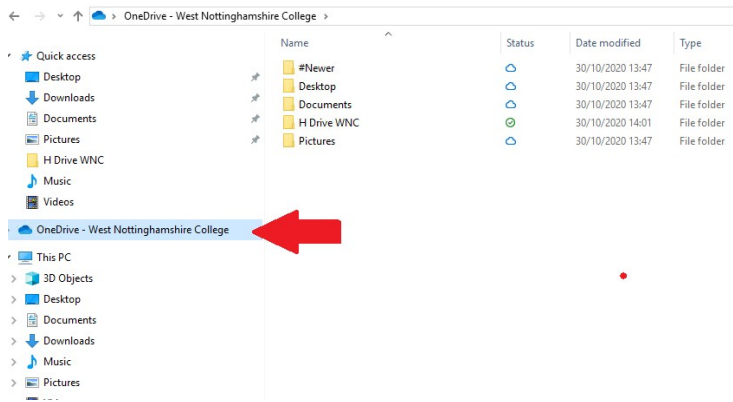 OneDrive - West Nottinghamshire College
Name Status Date modified Type
Quick access
Desktop
Downloads
Documents
Pictures
H Drive WNC
Music
Videos
OneDrive - West Nottinghamshire College
This PC
3D Objects
Desktop
Documents
Downloads
Music
Pictures
#Newer 30/10/2020 13:47 File folder
Desktop 30/10/2020 13:47 File folder
Documents 30/10/2020 13:47 File folder
H Drive WNC 30/10/2020 14:01 File folder
Pictures 30/10/2020 13:47 File folder